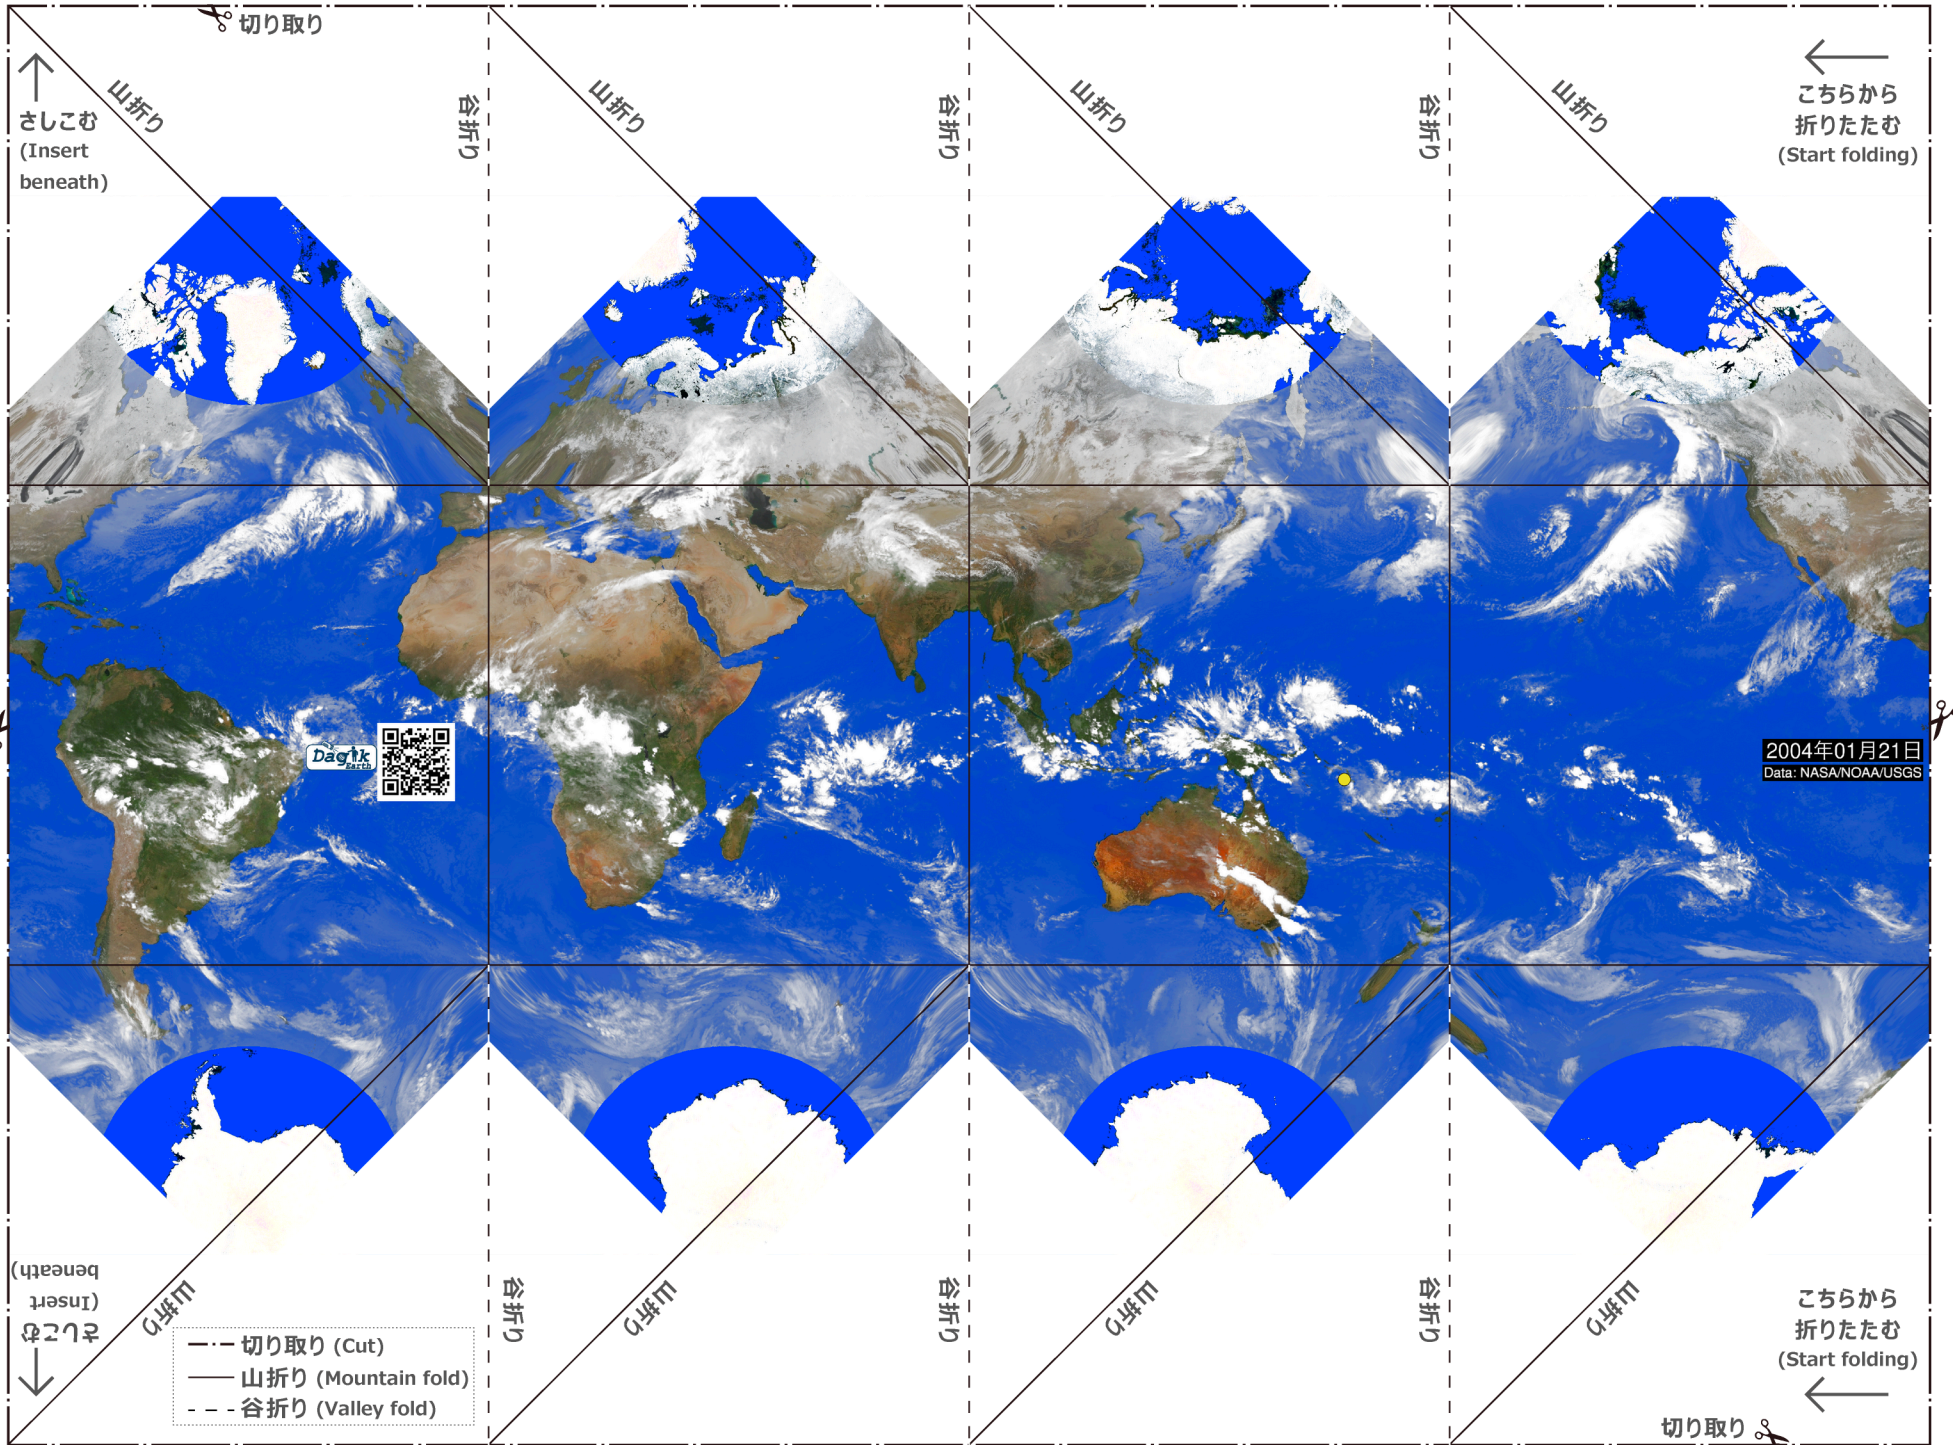 切り取り
さしこむ
(Insert
beneath)
山折り
谷折り
山折り
谷折り
山折り
谷折り
山折り
こちらから
折りたたむ
(Start folding)
Dagik
Earth
2004年01月21日
Data: NASA/NOAA/USGS
さしこむ
(Insert
beneath)
山折り
谷折り
山折り
谷折り
山折り
谷折り
山折り
こちらから
折りたたむ
(Start folding)
切り取り (Cut)
山折り (Mountain fold)
谷折り (Valley fold)
切り取り